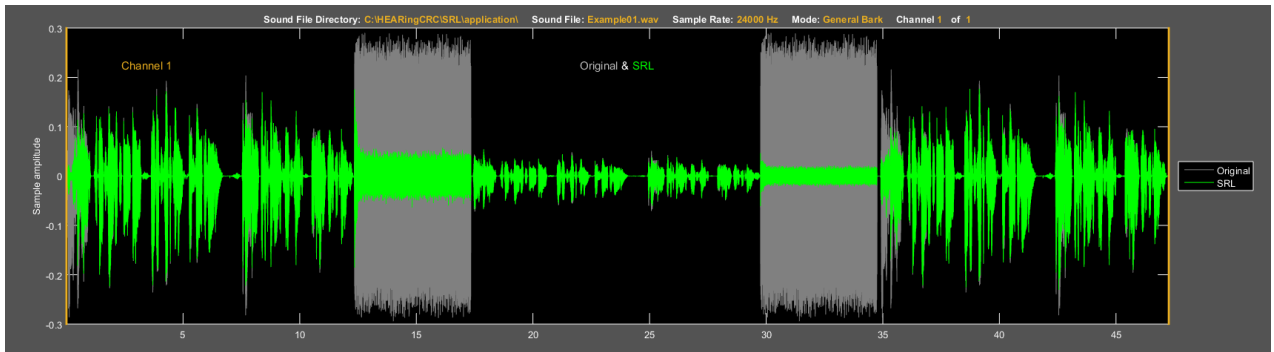 Sound File Directory: C:\HEARingCRC\SRL\application\ Sound File: Example01.wav Sample Rate: 24000 Hz Mode: General Bark Channel 1 of 1
Channel 1
Original & SRL
Sample amplitude
0.3
0.2
0.1
0
-0.1
-0.2
-0.3
Original
SRL
5 10 15 20 25 30 35 40 45